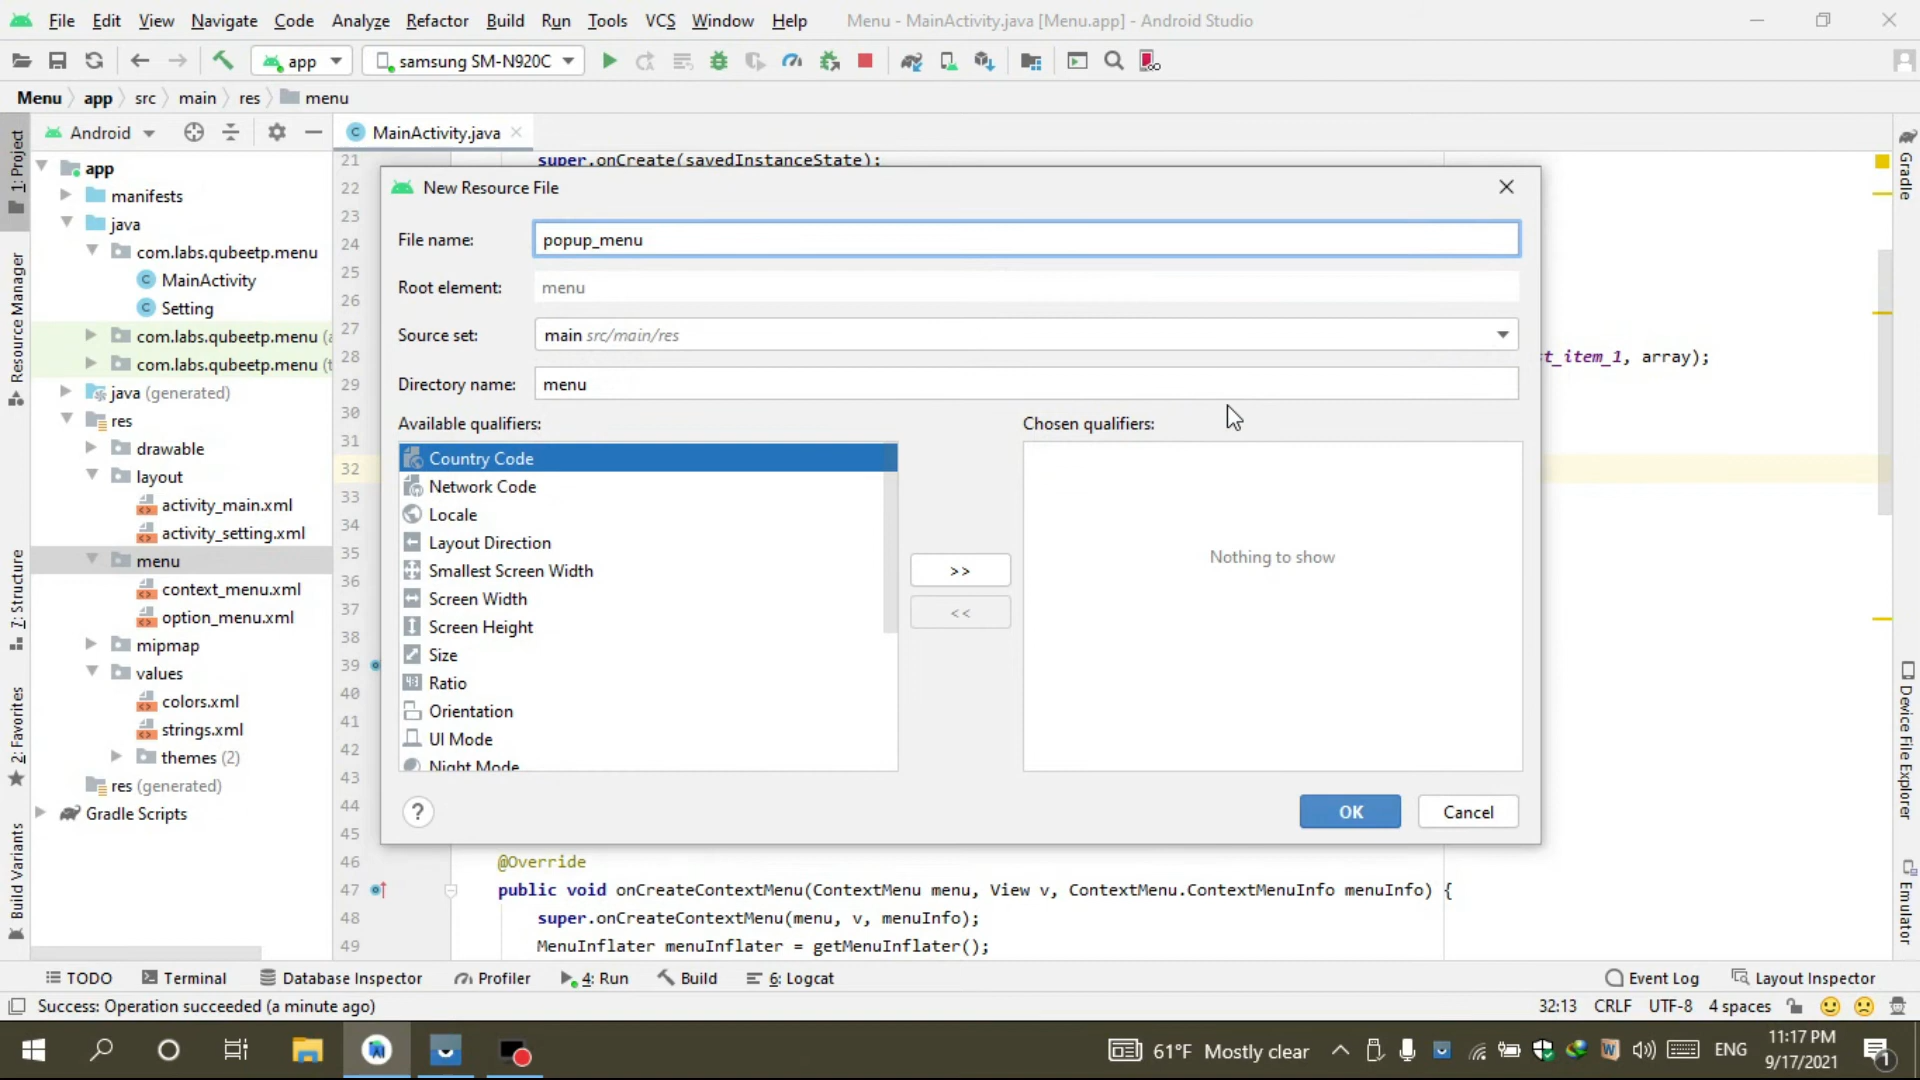 File Edit View Navigate Code Analyze Refactor Build Run Tools VCS Window Help Menu - MainActivity.java [Menu.app] - Android Studio
app samsung SM-N920C
Menu app src main res menu
Android MainActivity.java
1: Project
Resource Manager
7: Structure
2: Favorites
Build Variants
app
manifests
java
com.labs.qubeetp.menu
MainActivity
Setting
com.labs.qubeetp.menu (
com.labs.qubeetp.menu (
java (generated)
res
drawable
layout
activity_main.xml
activity_setting.xml
menu
context_menu.xml
option_menu.xml
mipmap
values
colors.xml
strings.xml
themes (2)
res (generated)
Gradle Scripts
21 super.onCreate(savedInstanceState);
22
23
24
25
26
27
28 t_item_1, array);
29
30
31
32
33
34
35
36
37
38
39
40
41
42
43
44
45
46 @Override
47 public void onCreateContextMenu(ContextMenu menu, View v, ContextMenu.ContextMenuInfo menuInfo) {
48 super.onCreateContextMenu(menu, v, menuInfo);
49 MenuInflater menuInflater = getMenuInflater();
New Resource File
File name: popup_menu
Root element: menu
Source set: main src/main/res
Directory name: menu
Available qualifiers: Chosen qualifiers:
Country Code
Network Code
Locale
Layout Direction
Smallest Screen Width
Screen Width
Screen Height
Size
Ratio
Orientation
UI Mode
Night Mode
>>
<<
Nothing to show
? OK Cancel
Gradle
Device File Explorer
Emulator
TODO Terminal Database Inspector Profiler 4: Run Build 6: Logcat Event Log Layout Inspector
Success: Operation succeeded (a minute ago) 32:13 CRLF UTF-8 4 spaces
61°F Mostly clear ENG 11:17 PM
9/17/2021
1